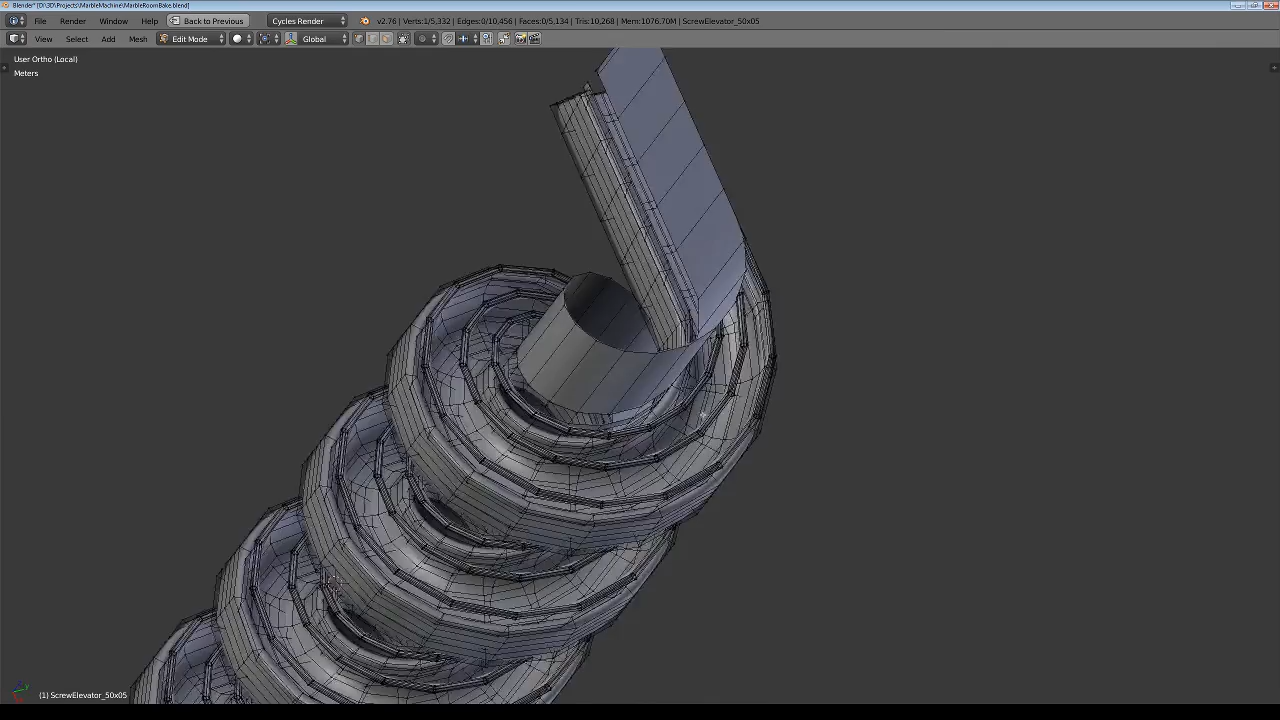 Blender* [D:\3D\Projects\MarbleMachine\MarbleRoomBake.blend]
File Render Window Help Back to Previous Cycles Render v2.76 | Verts:1/5,332 | Edges:0/10,456 | Faces:0/5,134 | Tris:10,268 | Mem:1076.70M | ScrewElevator_50x05
View Select Add Mesh Edit Mode Global
User Ortho (Local)
Meters
(1) ScrewElevator_50x05